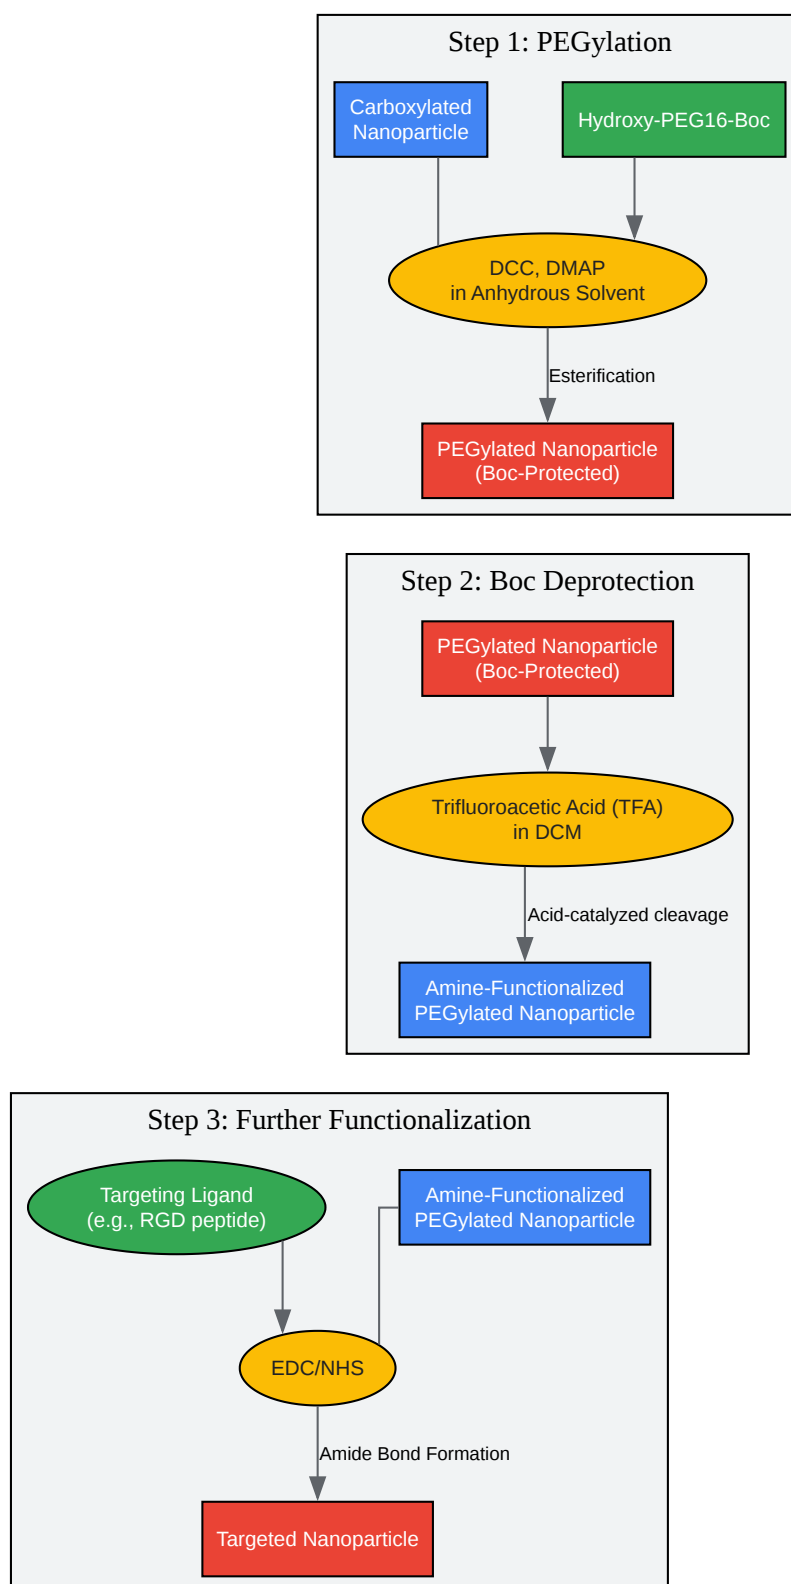 Step 1: PEGylation
Carboxylated
Nanoparticle
Hydroxy-PEG16-Boc
DCC, DMAP
in Anhydrous Solvent
Esterification
PEGylated Nanoparticle
(Boc-Protected)
Step 2: Boc Deprotection
PEGylated Nanoparticle
(Boc-Protected)
Trifluoroacetic Acid (TFA)
in DCM
Acid-catalyzed cleavage
Amine-Functionalized
PEGylated Nanoparticle
Step 3: Further Functionalization
Targeting Ligand
(e.g., RGD peptide)
Amine-Functionalized
PEGylated Nanoparticle
EDC/NHS
Amide Bond Formation
Targeted Nanoparticle